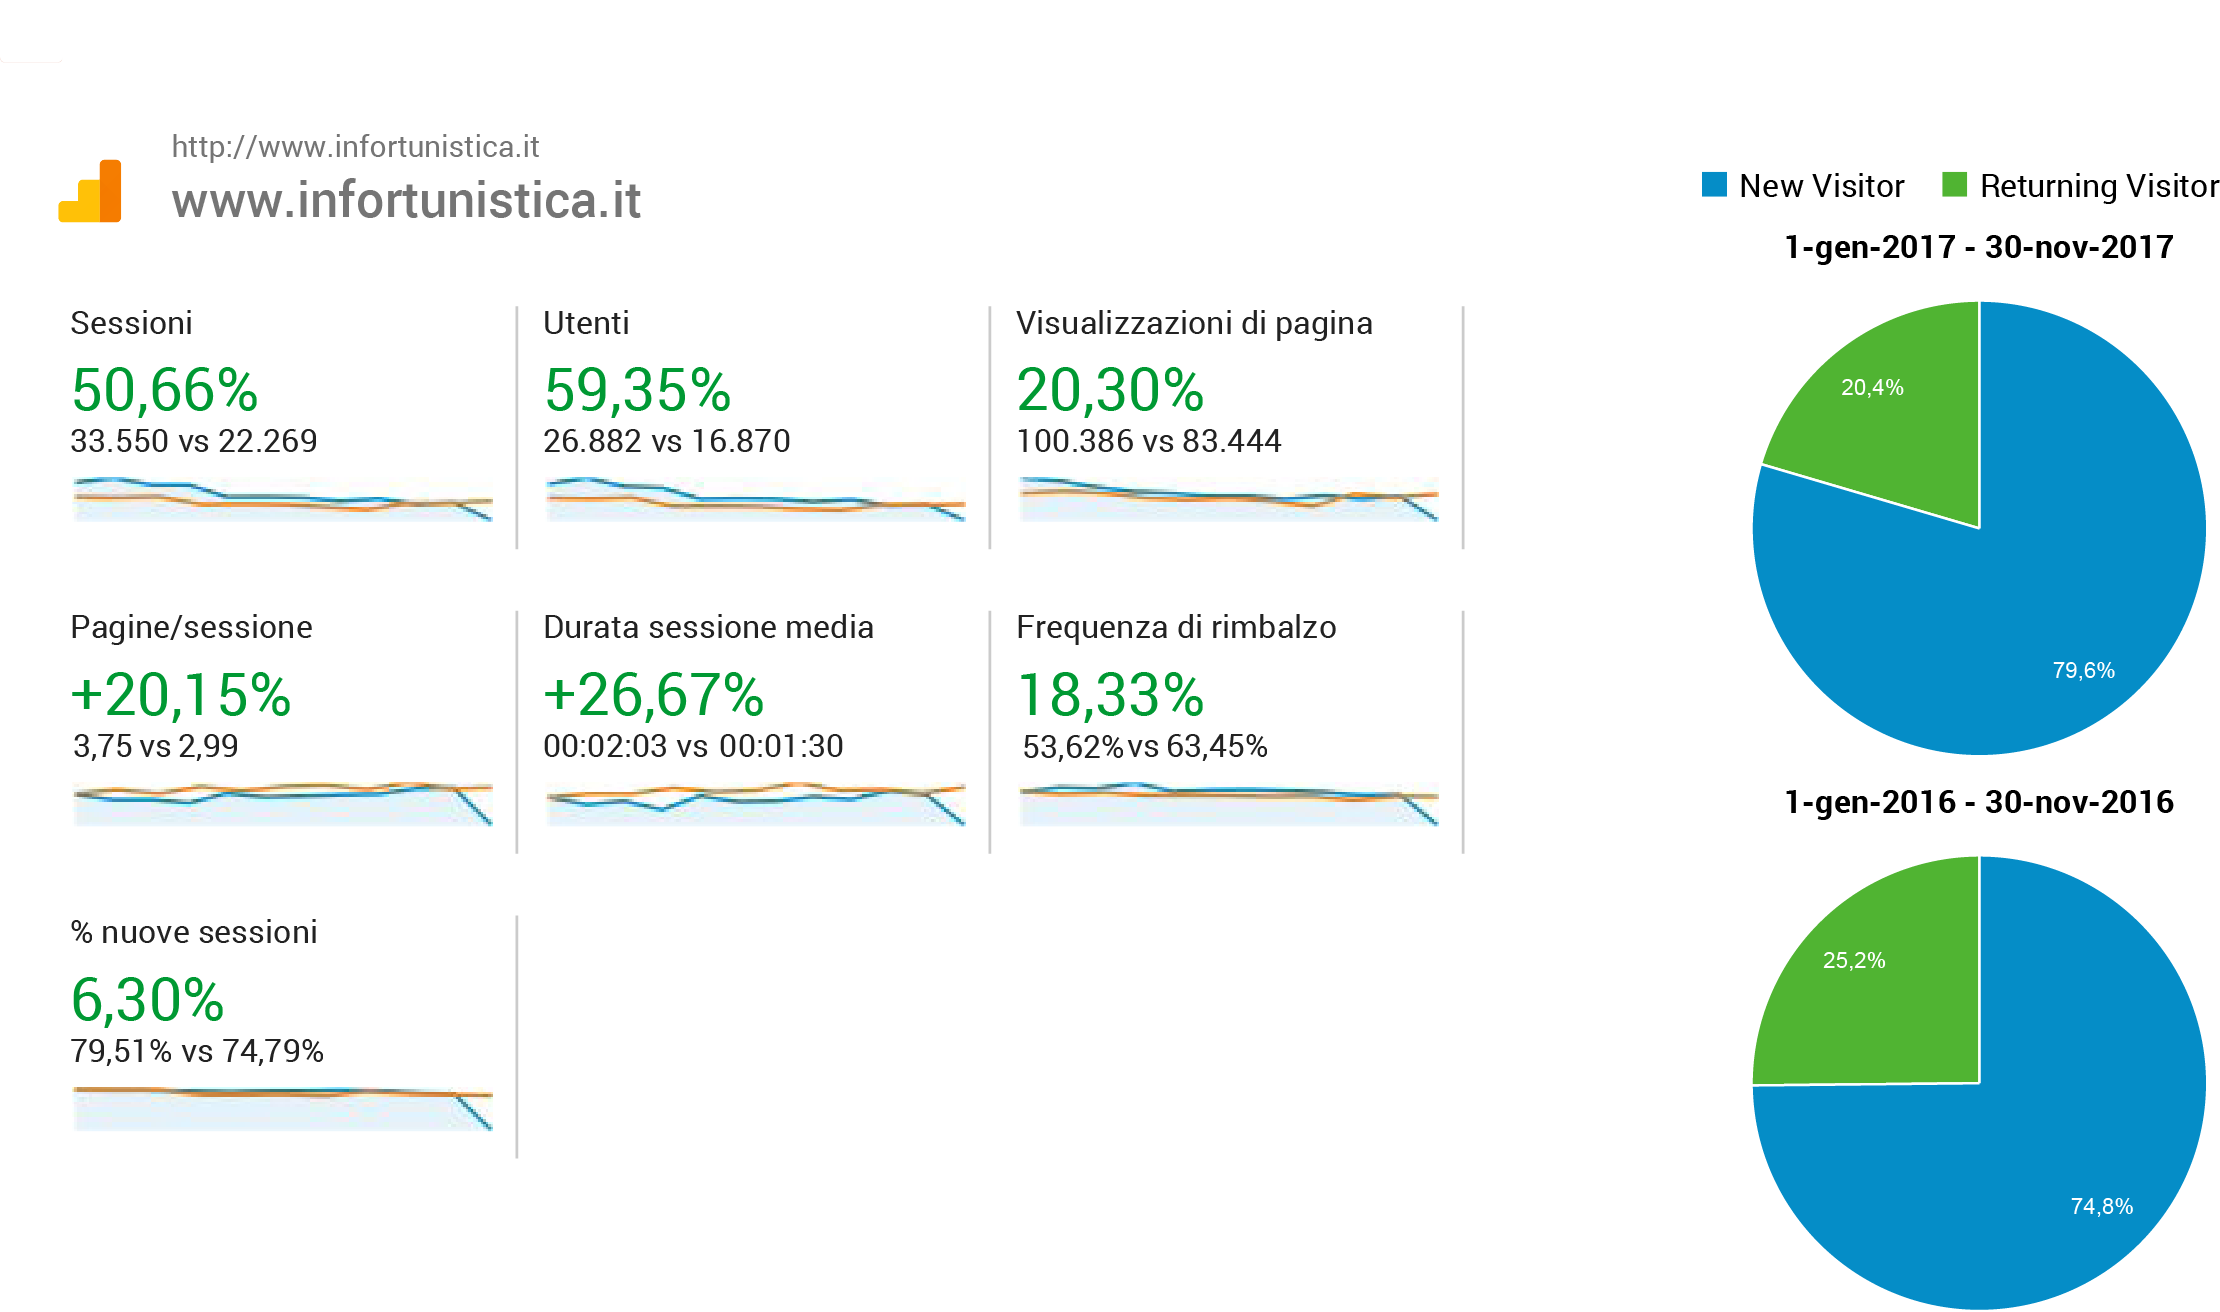 http://www.infortunistica.it
www.infortunistica.it
Sessioni
50,66%
33.550 vs 22.269
Utenti
59,35%
26.882 vs 16.870
Visualizzazioni di pagina
20,30%
100.386 vs 83.444
Pagine/sessione
+20,15%
3,75 vs 2,99
Durata sessione media
+26,67%
00:02:03 vs 00:01:30
Frequenza di rimbalzo
18,33%
53,62% vs 63,45%
% nuove sessioni
6,30%
79,51% vs 74,79%
New Visitor
Returning Visitor
1-gen-2017 - 30-nov-2017
20,4%
79,6%
1-gen-2016 - 30-nov-2016
25,2%
74,8%